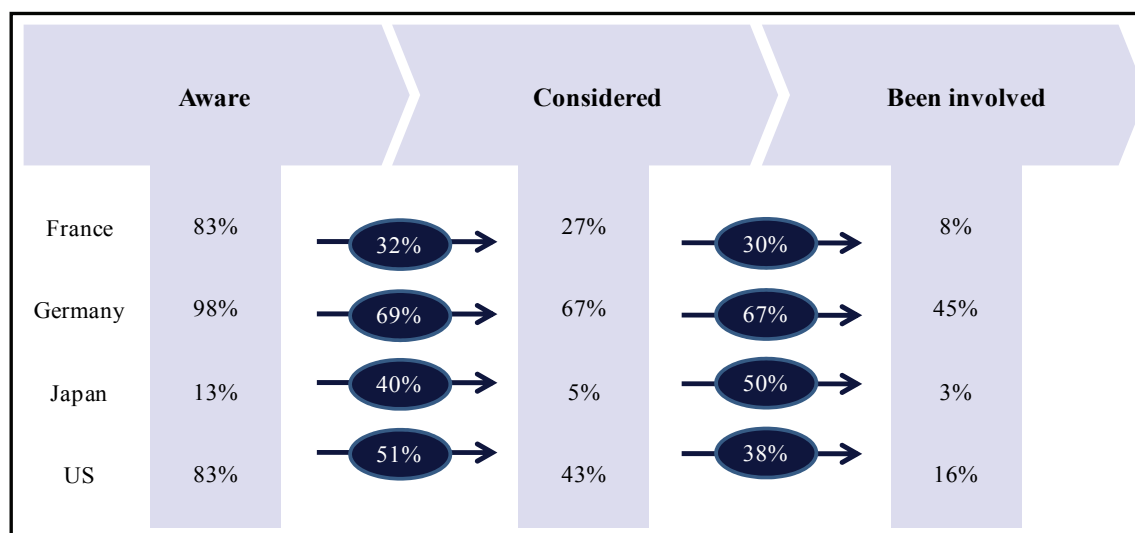 Aware Considered Been involved
France 83% 32% 27% 30% 8%
Germany 98% 69% 67% 67% 45%
Japan 13% 40% 5% 50% 3%
US 83% 51% 43% 38% 16%